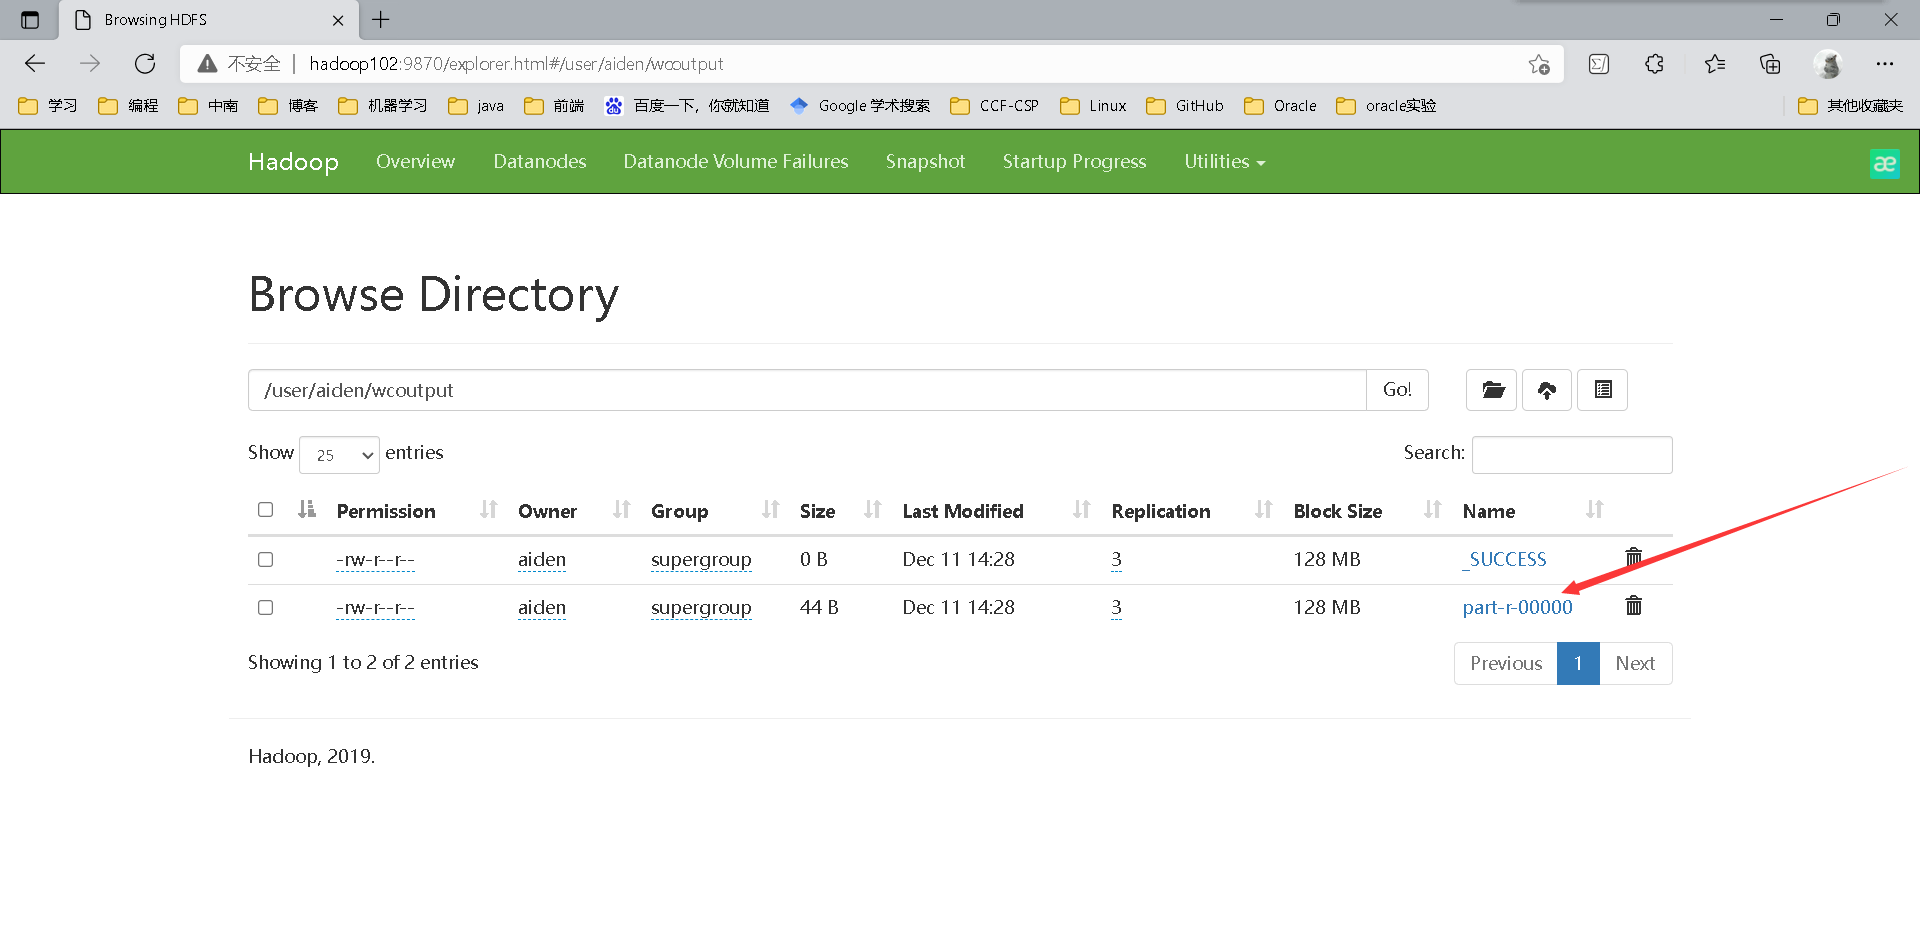 Browsing HDFS
不安全 | hadoop102:9870/explorer.html#/user/aiden/wcoutput
学习 编程 中南 博客 机器学习 java 前端 百度一下，你就知道 Google 学术搜索 CCF-CSP Linux GitHub Oracle oracle实验 其他收藏夹
Hadoop Overview Datanodes Datanode Volume Failures Snapshot Startup Progress Utilities æ
Browse Directory
/user/aiden/wcoutput Go!
Show 25 entries Search:
Permission Owner Group Size Last Modified Replication Block Size Name
-rw-r--r-- aiden supergroup 0 B Dec 11 14:28 3 128 MB _SUCCESS
-rw-r--r-- aiden supergroup 44 B Dec 11 14:28 3 128 MB part-r-00000
Showing 1 to 2 of 2 entries Previous 1 Next
Hadoop, 2019.